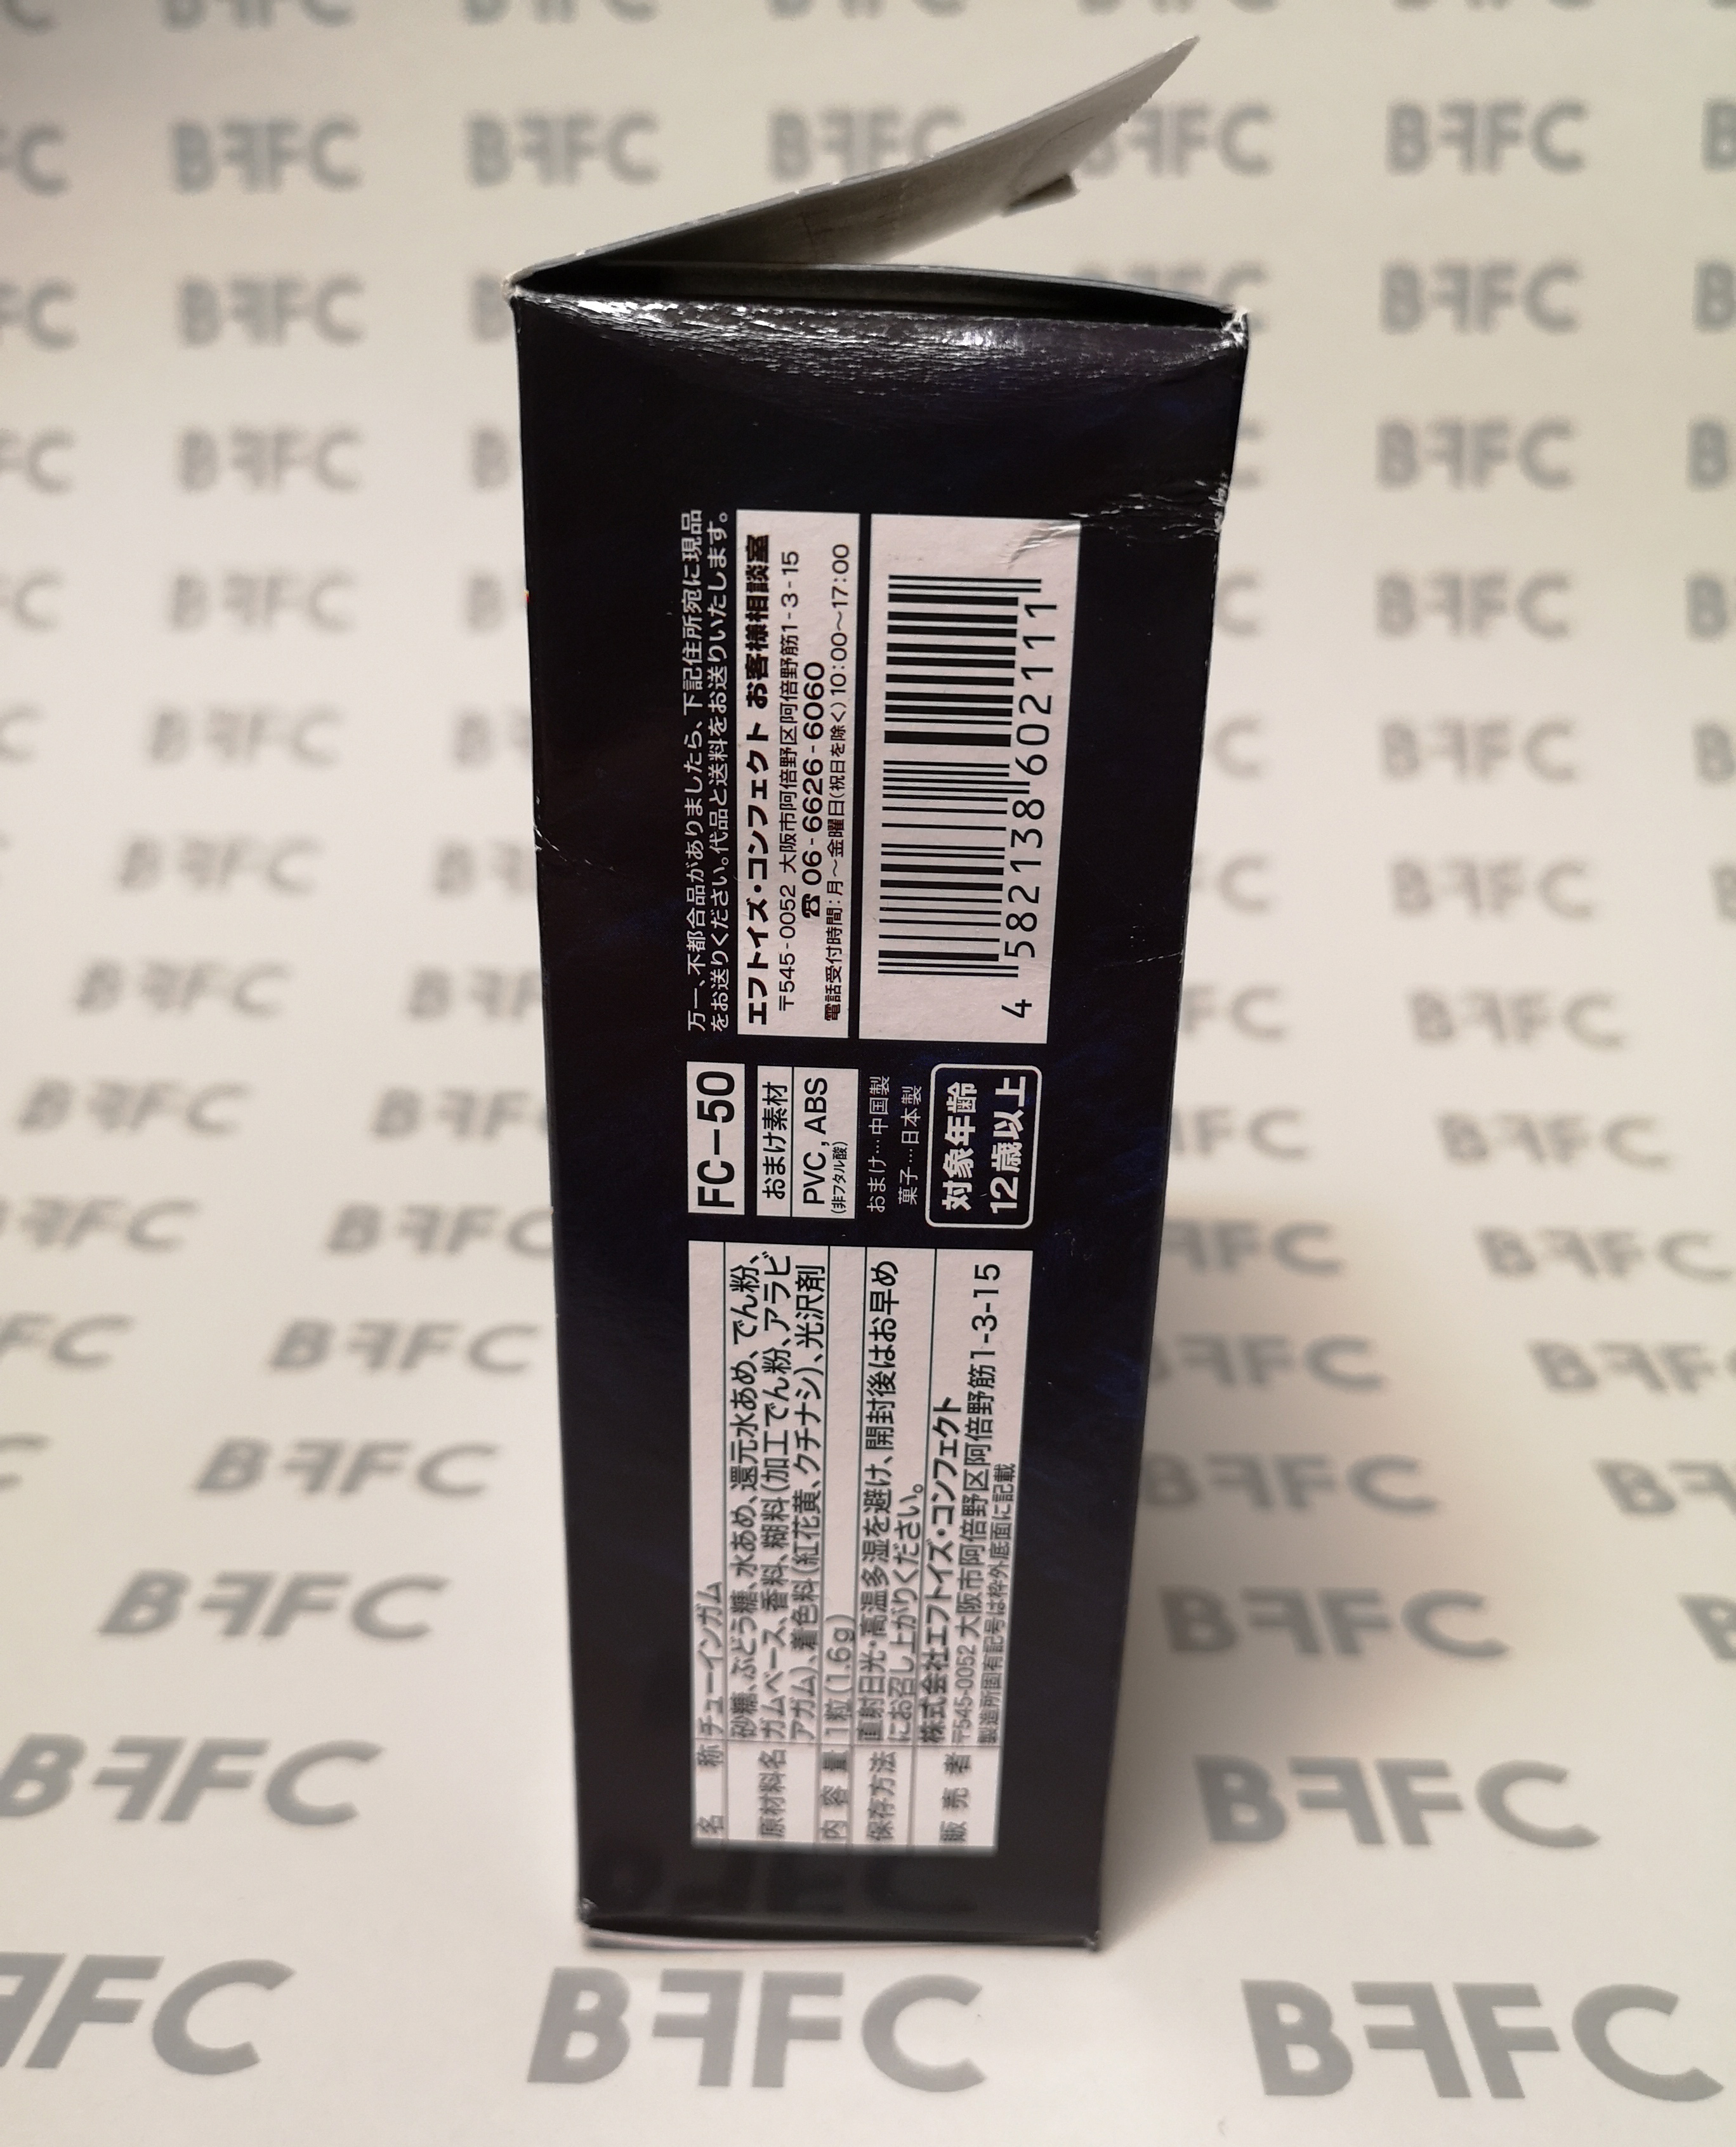 名 称 チューインガム
原材料名 砂糖、ぶどう糖、水あめ、還元水あめ、でん粉、
ガムベース、香料、糊料(加工でん粉、アラビ
アガム)、着色料(紅花黄、クチナシ)、光沢剤
内 容 量 1粒(1.6g)
保存方法 直射日光・高温多湿を避け、開封後はお早め
にお召し上がりください。
販 売 者 株式会社エフトイズ・コンフェクト
〒545-0052 大阪市阿倍野区阿倍野筋1-3-15
製造所固有記号は枠外底面に記載
FC-50
おまけ素材
PVC, ABS
(非フタル酸)
おまけ…中国製
菓子…日本製
対象年齢
12歳以上
万一、不都合品がありましたら、下記住所宛に現品
をお送りください。代品と送料をお送りいたします。
エフトイズ・コンフェクト お客様相談室
〒545-0052 大阪市阿倍野区阿倍野筋1-3-15
☎06-6626-6060
電話受付時間:月~金曜日(祝日を除く)10:00~17:00
4 582138 602111
BFFC